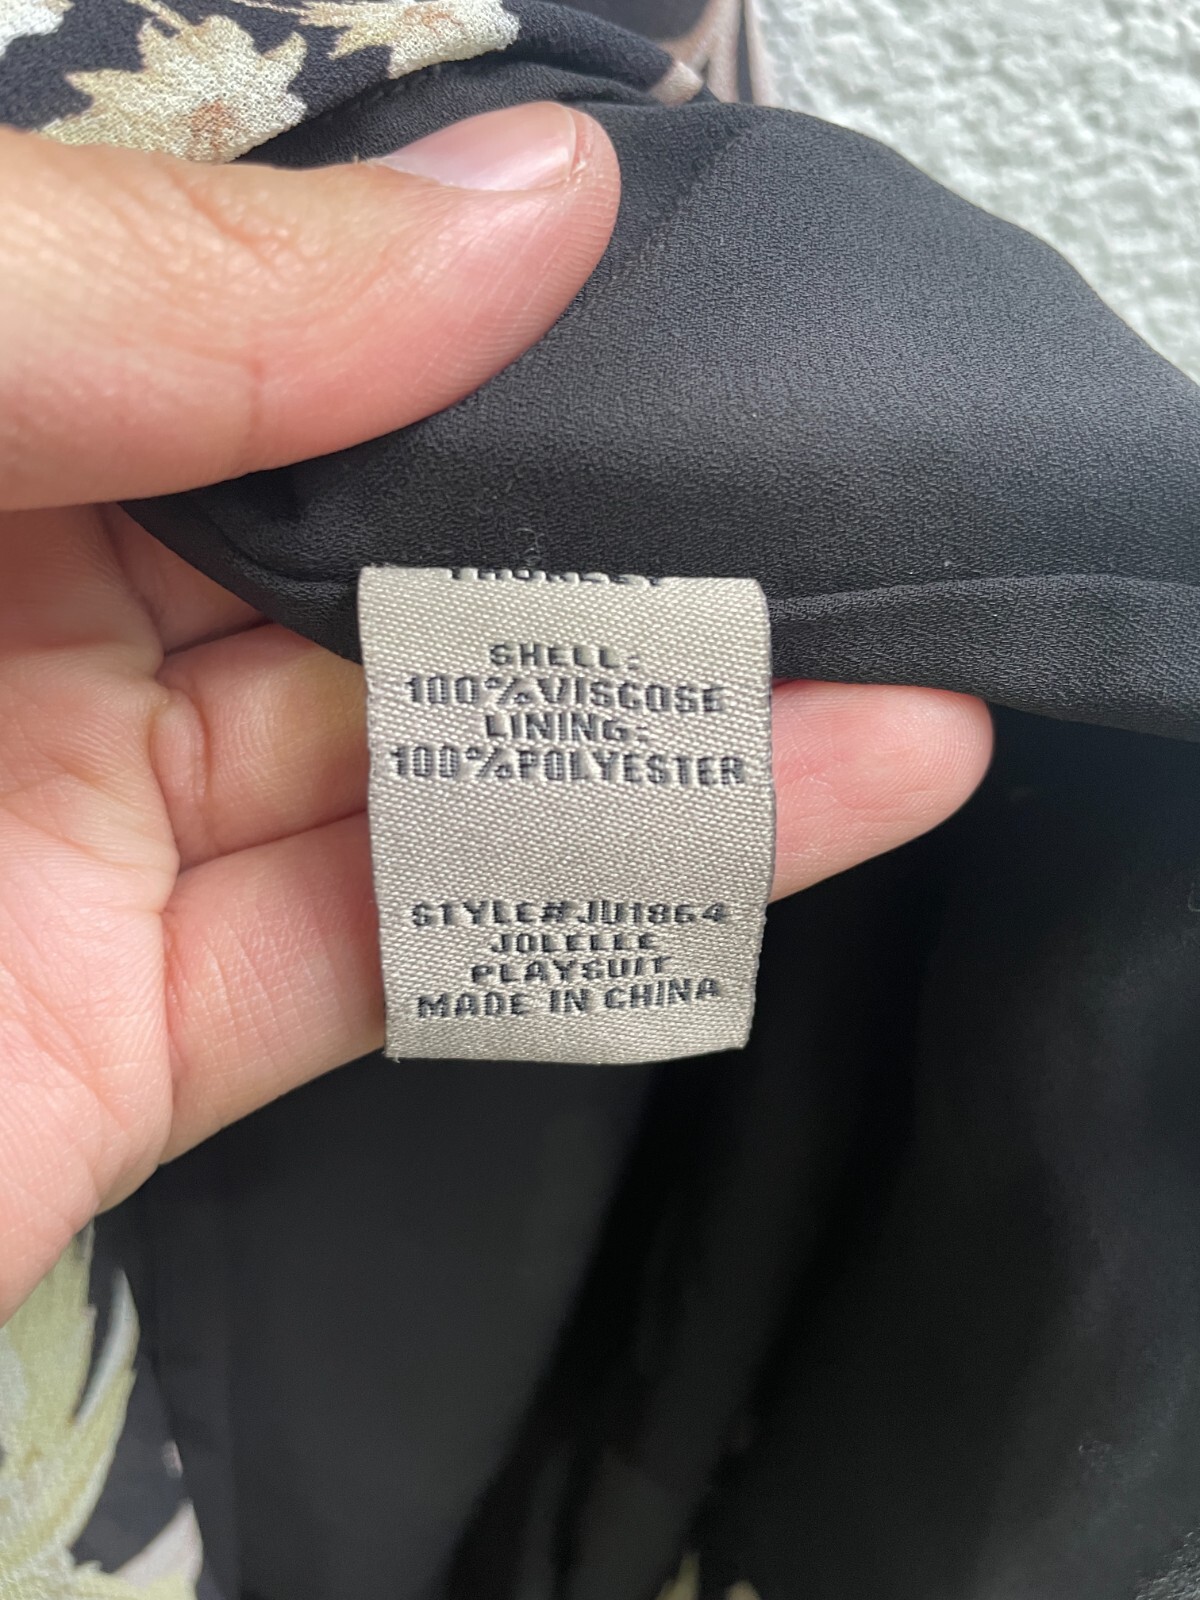 SHELL:
100%VISCOSE
LINING:
100%POLYESTER
STYLE#JU1864
JOLELLE
PLAYSUIT
MADE IN CHINA